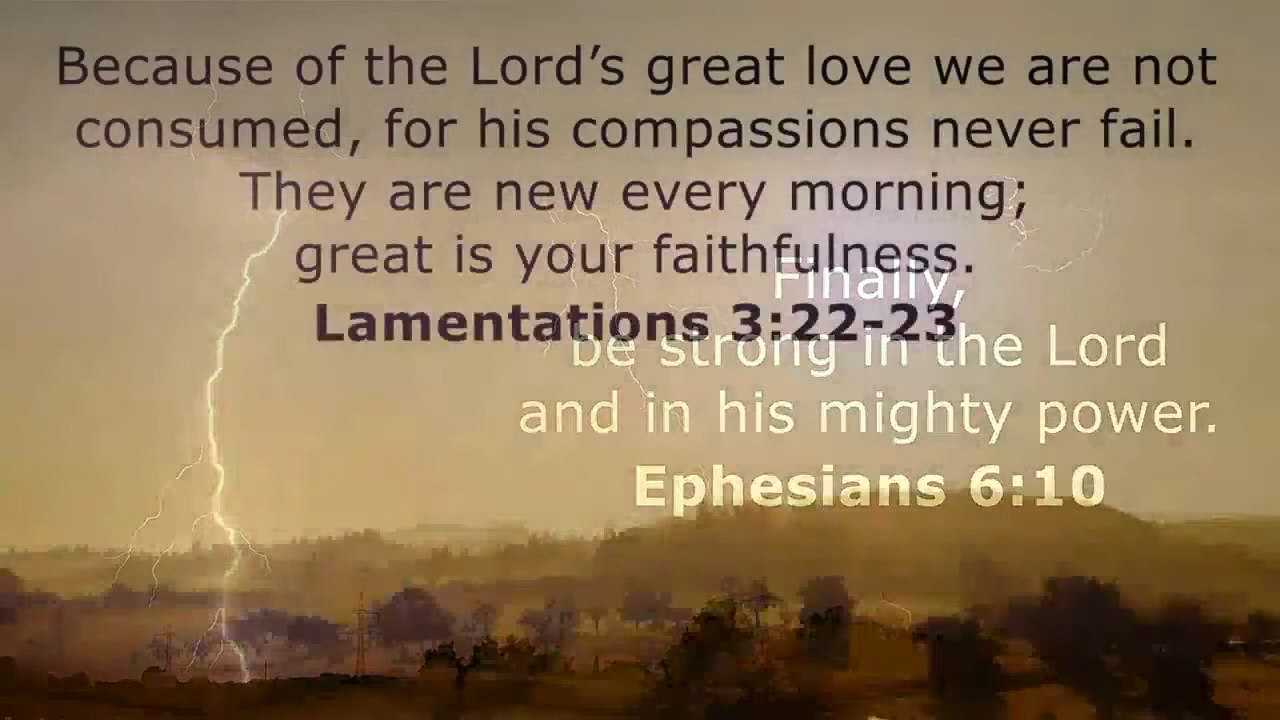 Because of the Lord’s great love we are not
consumed, for his compassions never fail.
They are new every morning;
great is your faithfulness.
Lamentations 3:22-23
Finally,
be strong in the Lord
and in his mighty power.
Ephesians 6:10